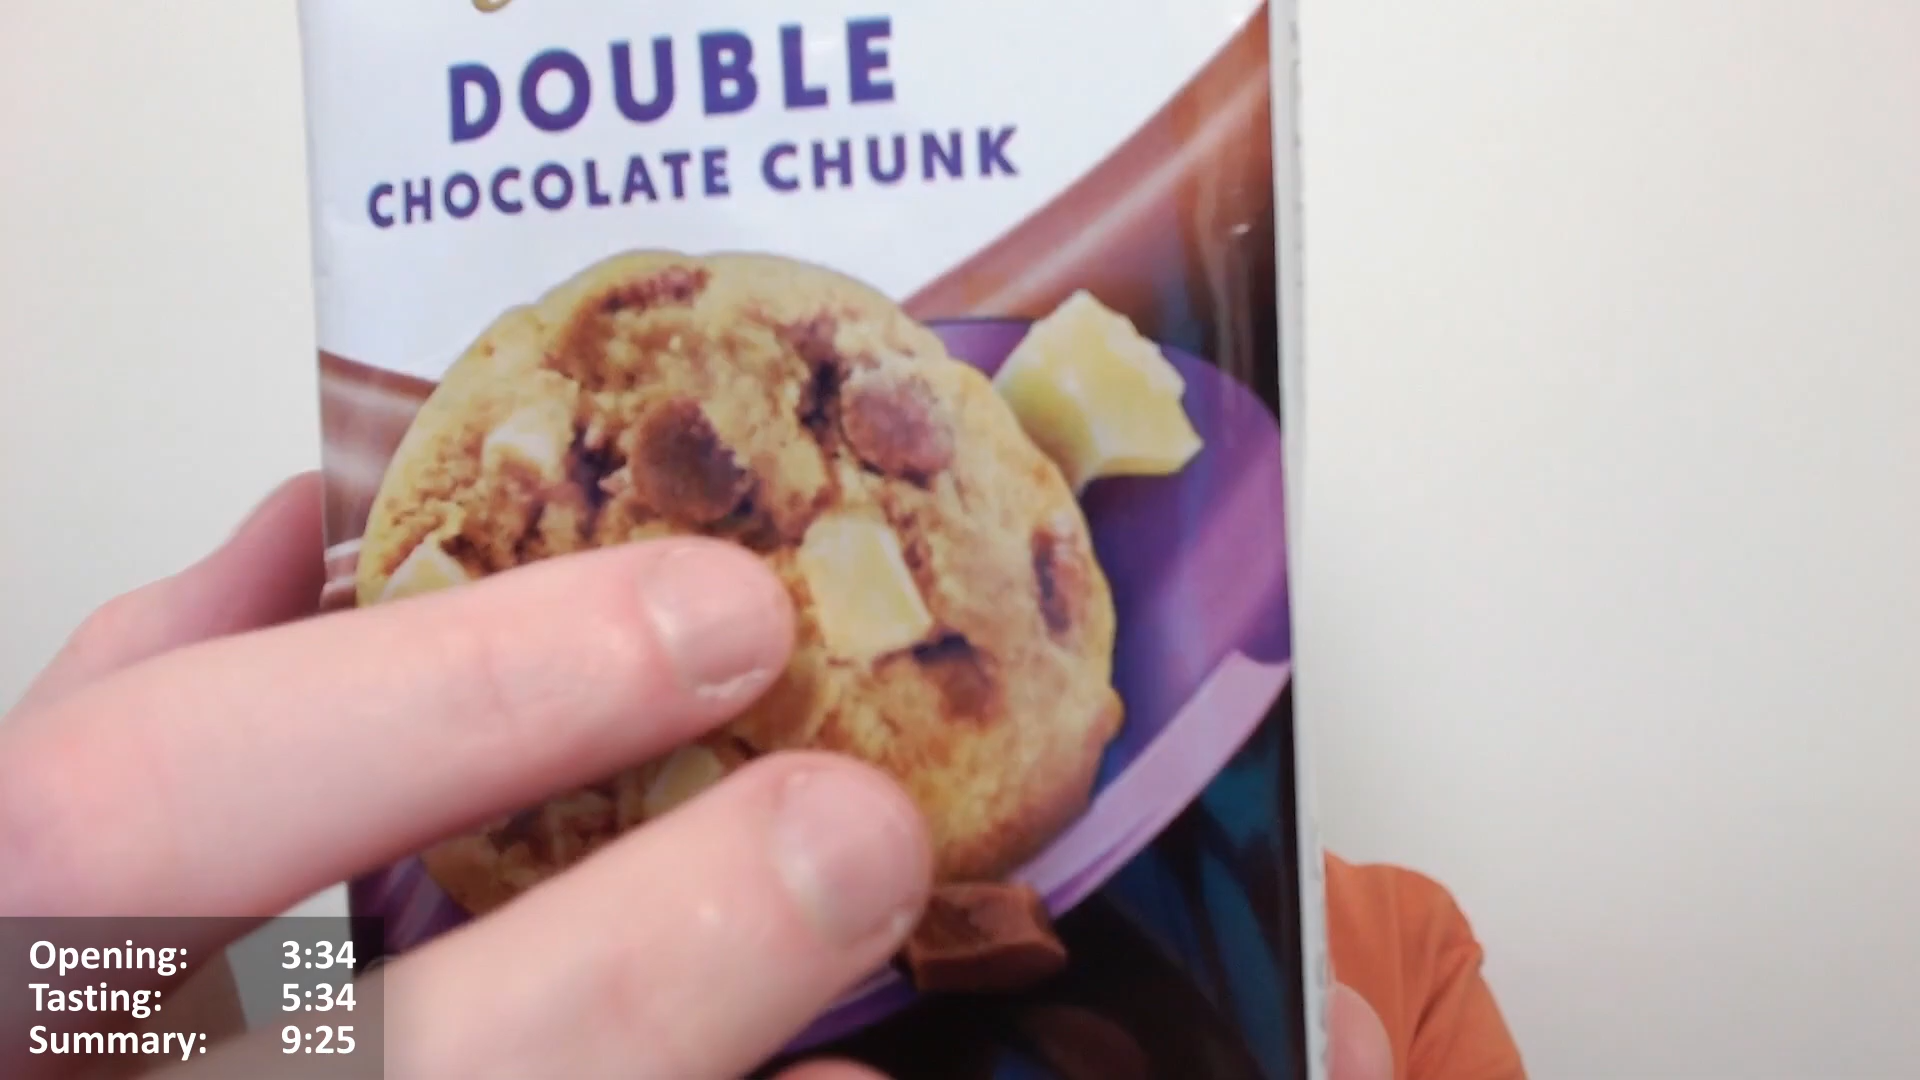 DOUBLE
CHOCOLATE CHUNK
Opening: 3:34
Tasting: 5:34
Summary: 9:25